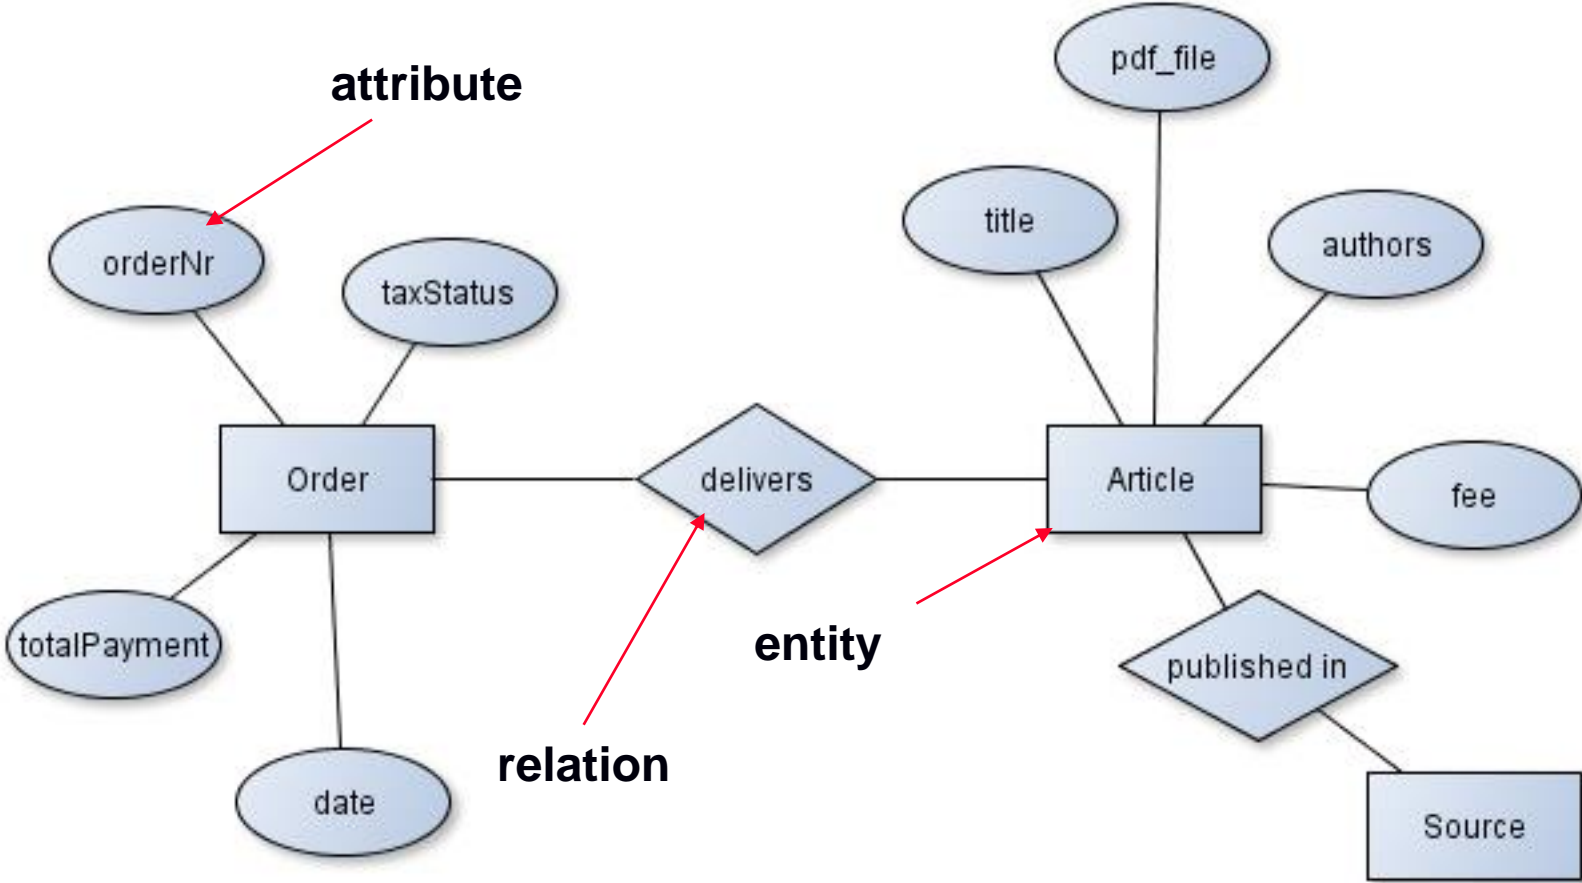 pdf_file
attribute
title
authors
orderNr
taxStatus
Order
delivers
Article
fee
totalPayment
entity
published in
relation
date
Source